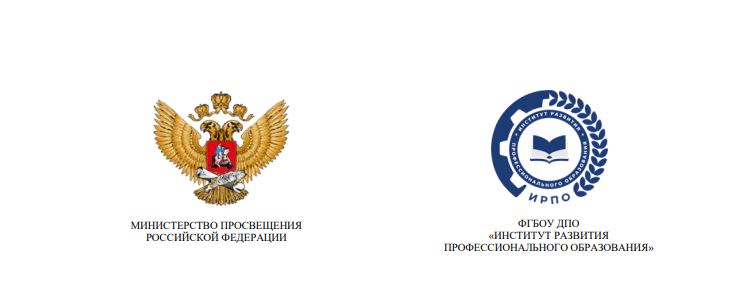 ИНСТИТУТ РАЗВИТИЯ
ПРОФЕССИОНАЛЬНОГО ОБРАЗОВАНИЯ
ИРПО
МИНИСТЕРСТВО ПРОСВЕЩЕНИЯ
РОССИЙСКОЙ ФЕДЕРАЦИИ
ФГБОУ ДПО
«ИНСТИТУТ РАЗВИТИЯ
ПРОФЕССИОНАЛЬНОГО ОБРАЗОВАНИЯ»